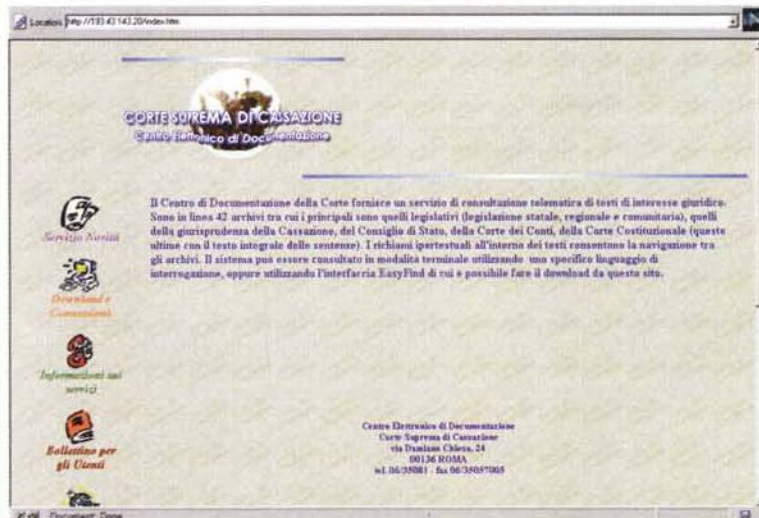 Location: http://193.43.143.20/index.htm
CORTE SUPREMA DI CASSAZIONE
Centro Elettronico di Documentazione
Il Centro di Documentazione della Corte fornisce un servizio di consultazione telematica di testi di interesse giuridico.
Sono in linea 42 archivi tra cui i principali sono quelli legislativi (legislazione statale, regionale e comunitaria), quelli
della giurisprudenza della Cassazione, del Consiglio di Stato, della Corte dei Conti, della Corte Costituzionale (queste
ultime con il testo integrale delle sentenze). I richiami ipertestuali all'interno dei testi consentono la navigazione tra
gli archivi. Il sistema può essere consultato in modalità terminale utilizzando uno specifico linguaggio di
interrogazione, oppure utilizzando l'interfaccia EasyFind di cui è possibile fare il download da questo sito.
Servizio Novità
Download e
Connessioni
Informazioni sui
servizi
Bollettino per
gli Utenti
Centro Elettronico di Documentazione
Corte Suprema di Cassazione
via Damiano Chiesa, 24
00136 ROMA
tel. 06/35081 - fax 06/35057005
Document: Done